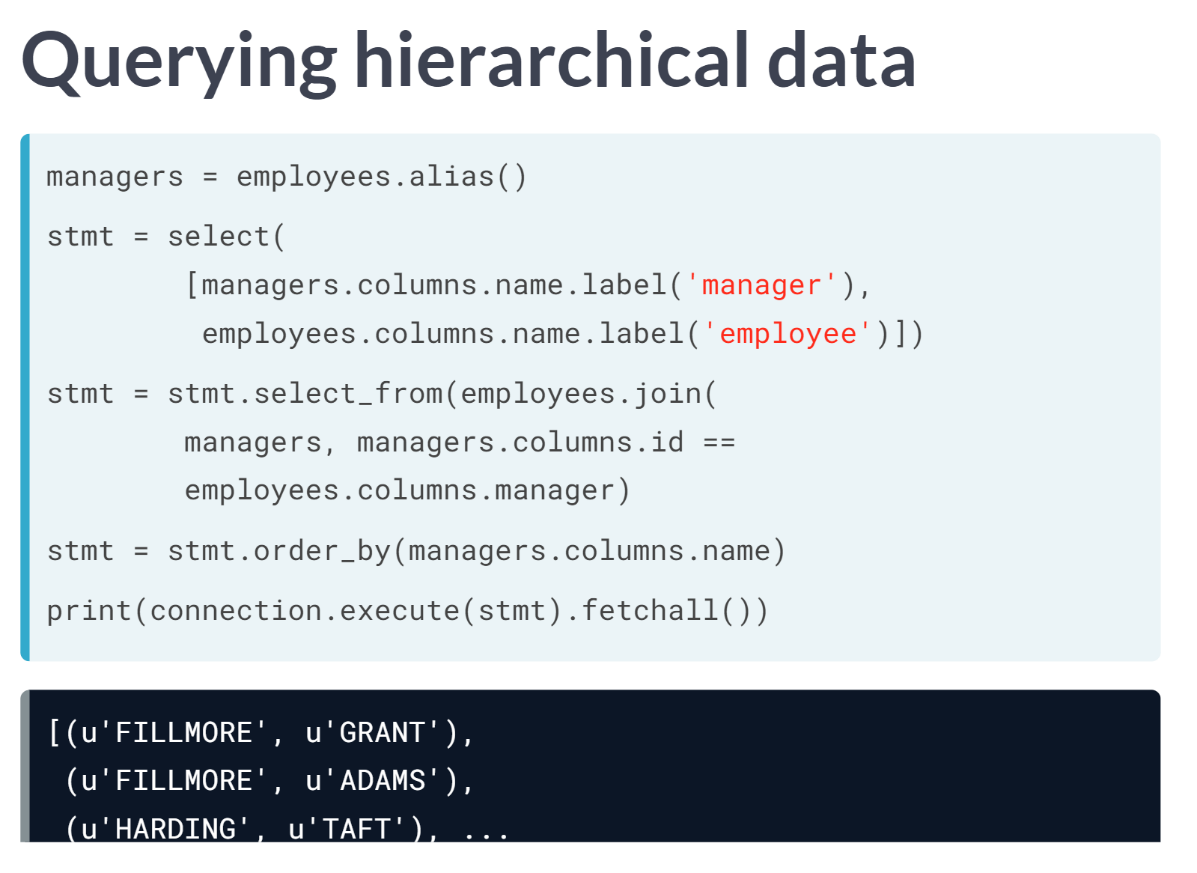 Querying hierarchical data
managers = employees.alias()
stmt = select(
        [managers.columns.name.label('manager'),
         employees.columns.name.label('employee')])
stmt = stmt.select_from(employees.join(
        managers, managers.columns.id ==
        employees.columns.manager)
stmt = stmt.order_by(managers.columns.name)
print(connection.execute(stmt).fetchall())
[(u'FILLMORE', u'GRANT'),
 (u'FILLMORE', u'ADAMS'),
 (u'HARDING', u'TAFT'), ...